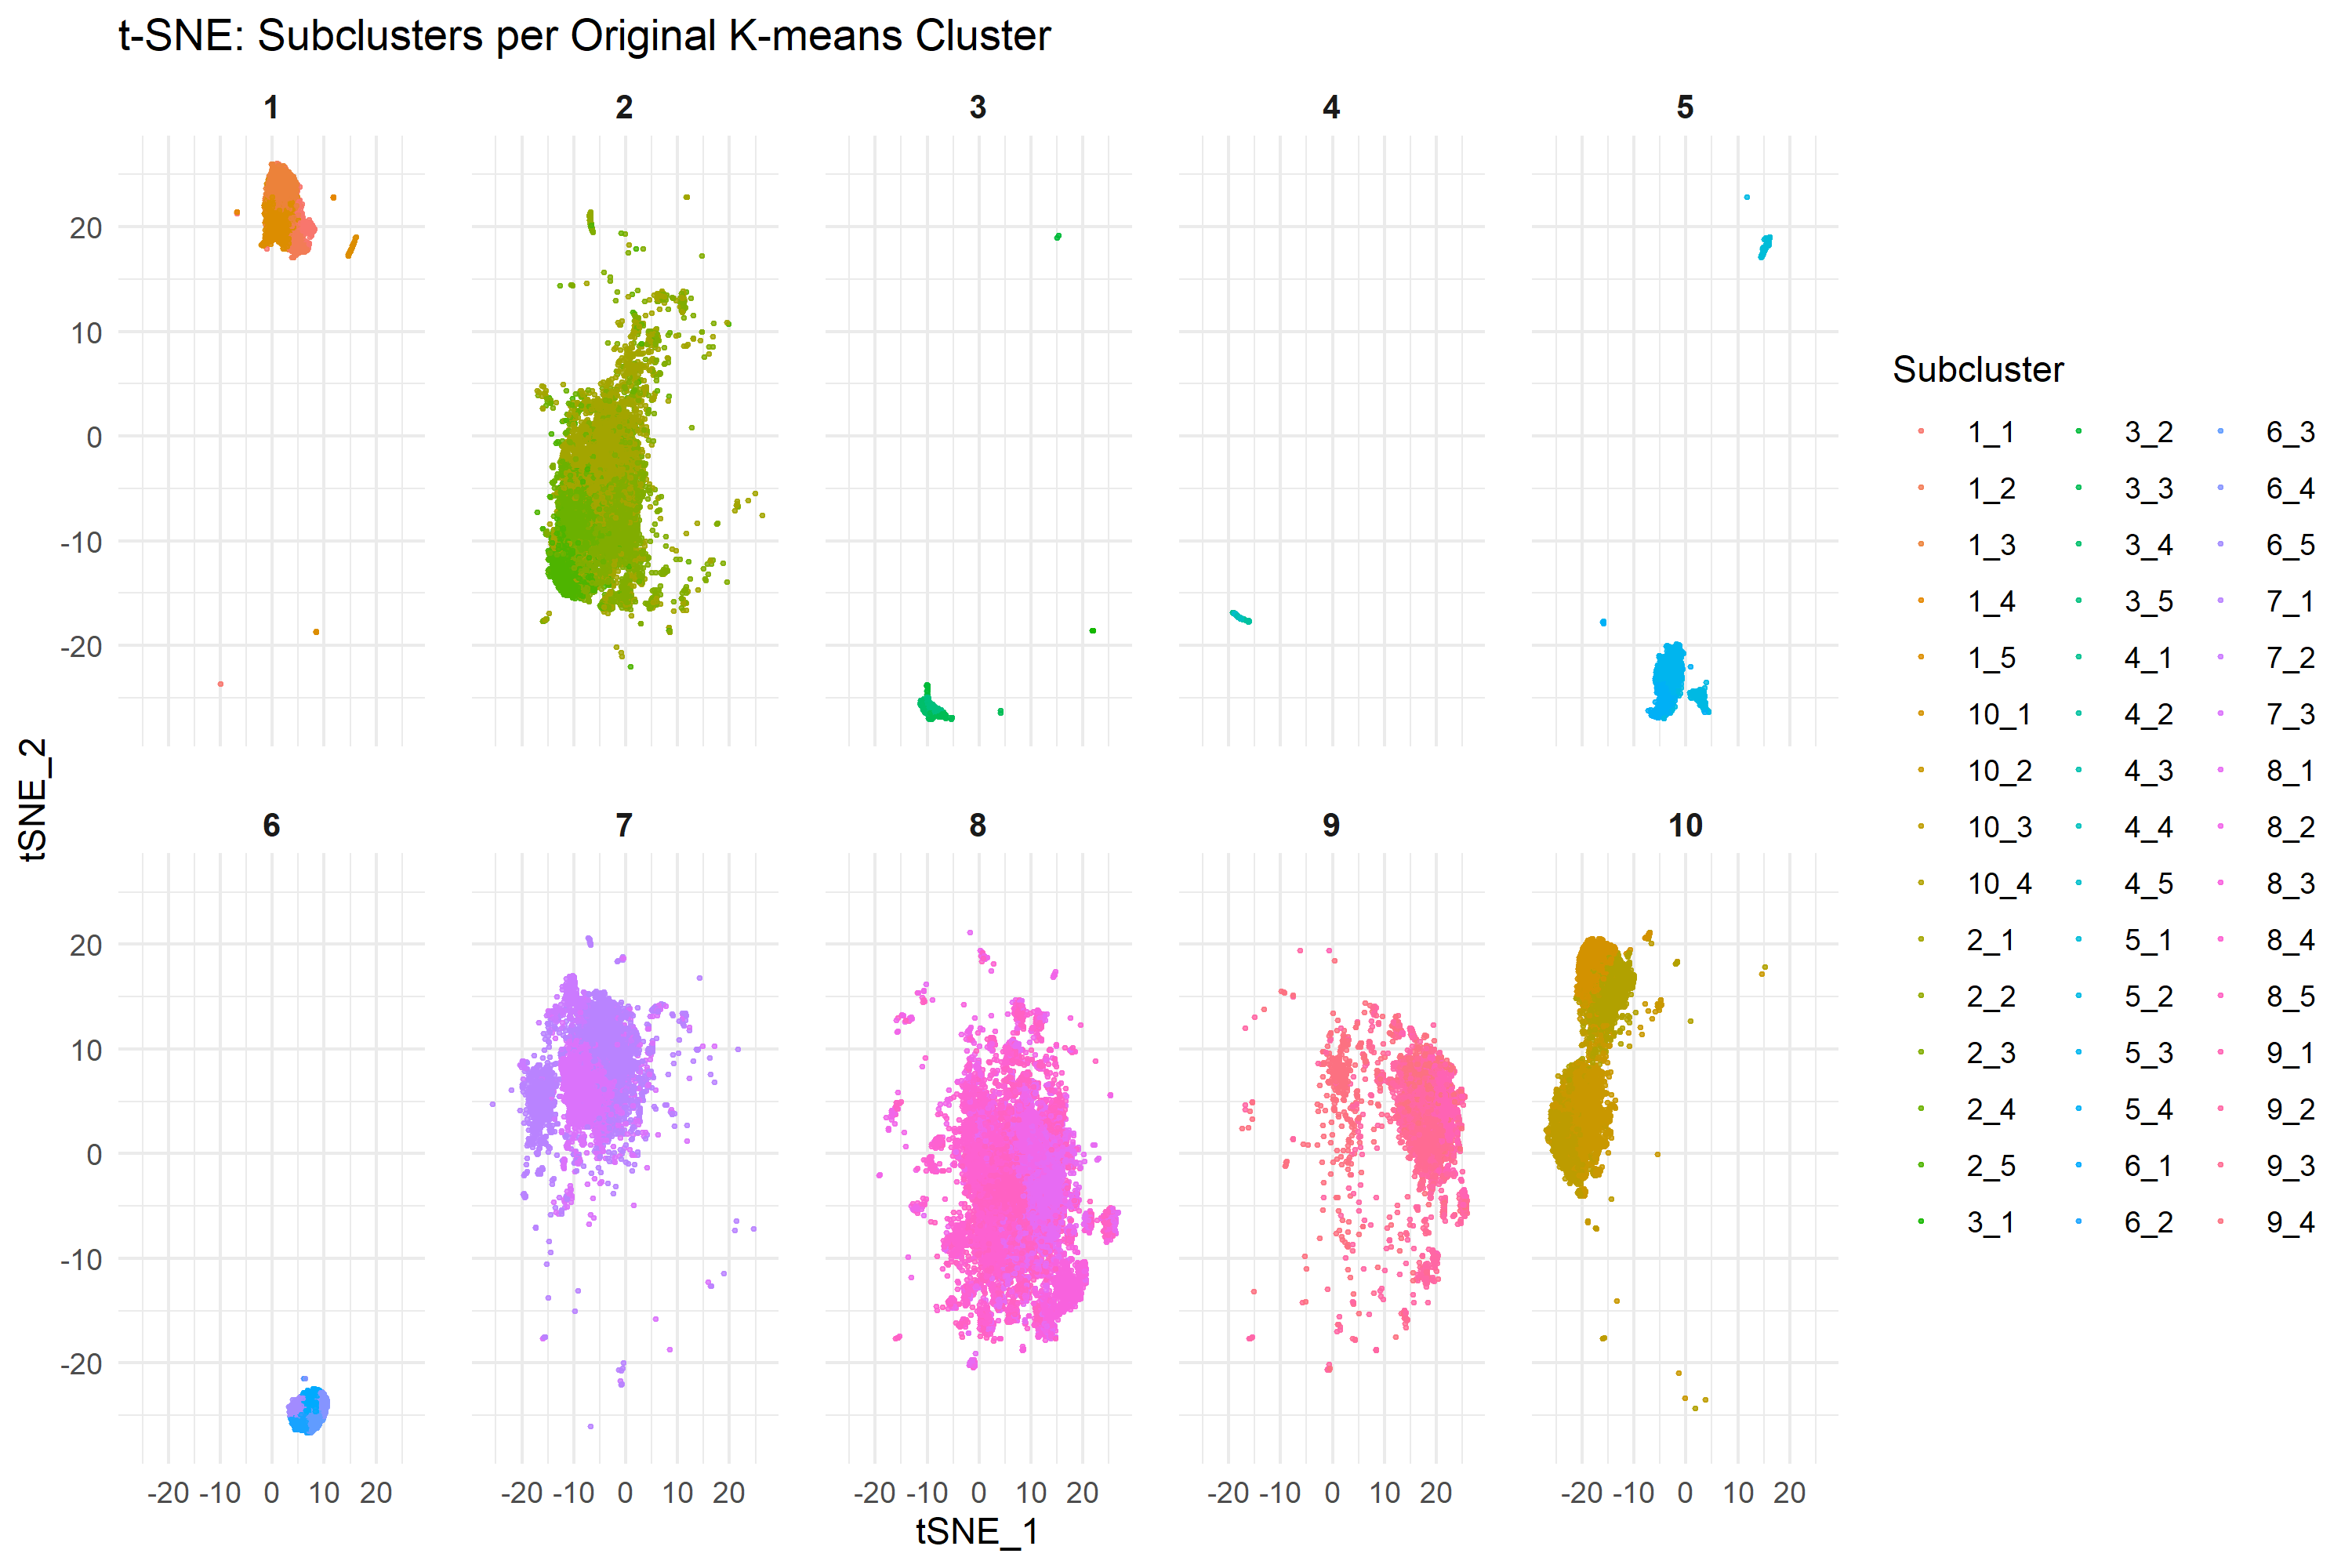 t-SNE: Subclusters per Original K-means Cluster
1 2 3 4 5
20
10
0
-10
-20
6 7 8 9 10
20
10
0
-10
-20
-20 -10 0 10 20 -20 -10 0 10 20 -20 -10 0 10 20 -20 -10 0 10 20 -20 -10 0 10 20
tSNE_1
tSNE_2
Subcluster
1_1 3_2 6_3
1_2 3_3 6_4
1_3 3_4 6_5
1_4 3_5 7_1
1_5 4_1 7_2
10_1 4_2 7_3
10_2 4_3 8_1
10_3 4_4 8_2
10_4 4_5 8_3
2_1 5_1 8_4
2_2 5_2 8_5
2_3 5_3 9_1
2_4 5_4 9_2
2_5 6_1 9_3
3_1 6_2 9_4